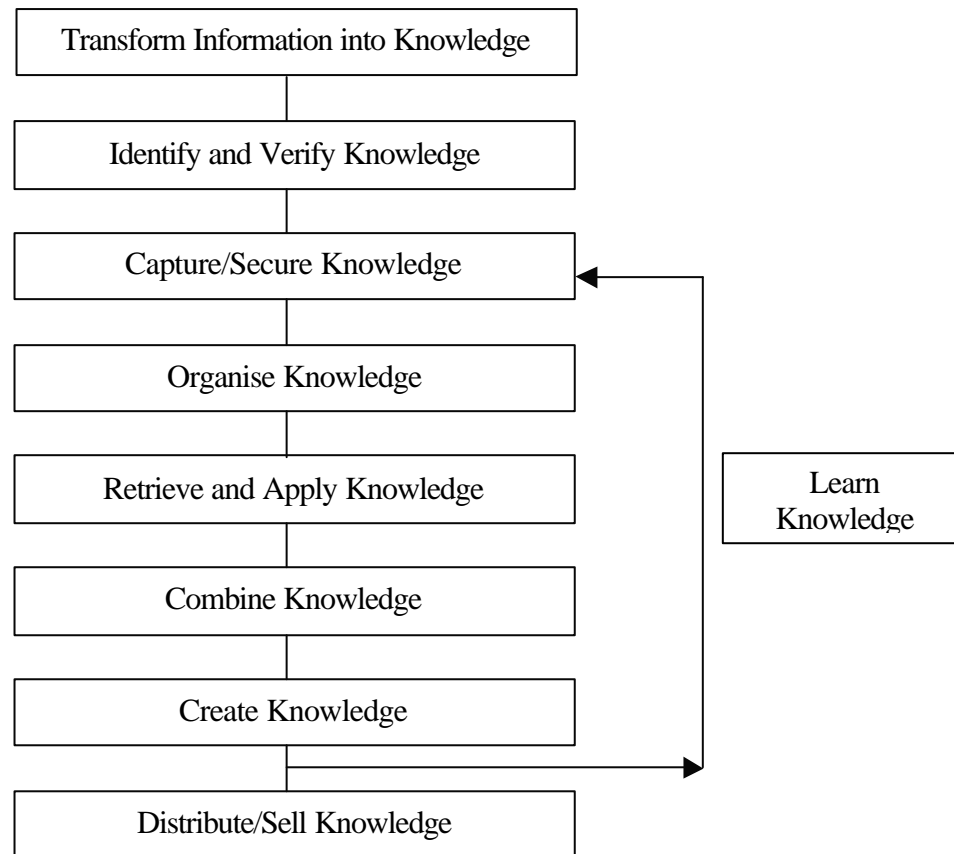 Transform Information into Knowledge
Identify and Verify Knowledge
Capture/Secure Knowledge
Organise Knowledge
Retrieve and Apply Knowledge
Learn
Knowledge
Combine Knowledge
Create Knowledge
Distribute/Sell Knowledge